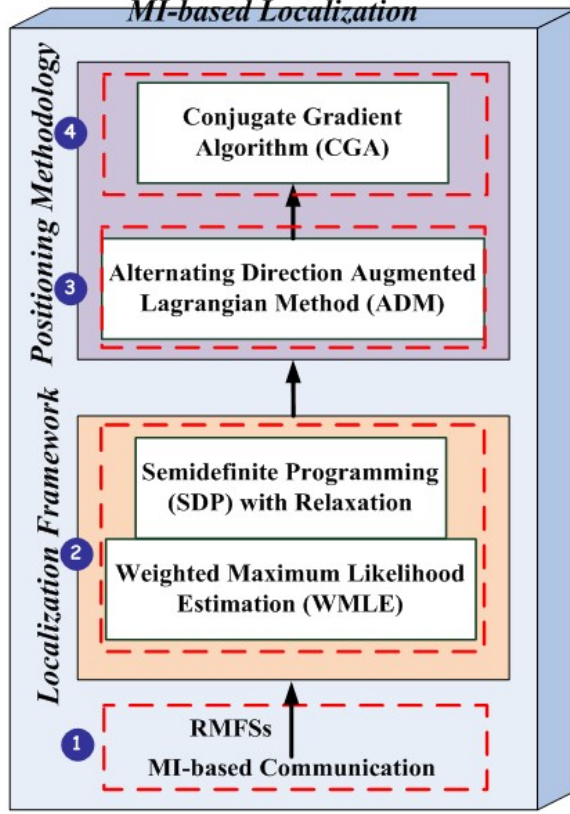 MI-based Localization
Positioning Methodology
4
Conjugate Gradient
Algorithm (CGA)
3
Alternating Direction Augmented
Lagrangian Method (ADM)
Localization Framework
2
Semidefinite Programming
(SDP) with Relaxation
Weighted Maximum Likelihood
Estimation (WMLE)
1
RMFSs
MI-based Communication